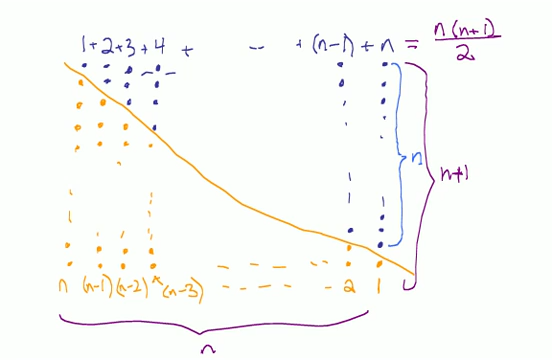 1+2+3+4 + -- + (n-1) + n = n(n+1)/2
n
n+1
n (n-1) (n-2) (n-3) - - - - - 2 1
n